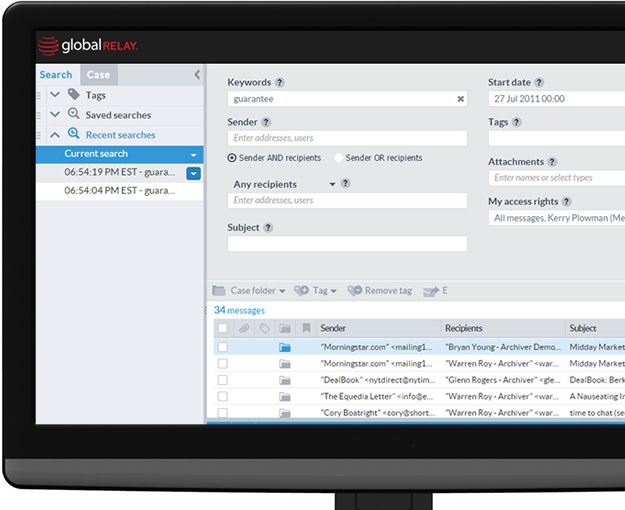 globalRELAY.
Search Case
Tags
Saved searches
Recent searches
Current search
06:54:19 PM EST - guara...
06:54:04 PM EST - guara...
Keywords ?
guarantee
Sender ?
Enter addresses, users
Sender AND recipients Sender OR recipients
Any recipients ?
Enter addresses, users
Subject ?
Start date ?
27 Jul 2011 00:00
Tags ?
Attachments ?
Enter names or select types
My access rights ?
All messages, Kerry Plowman (Me
Case folder Tag Remove tag E
34 messages
Sender Recipients Subject
"Morningstar.com" <mailing1... "Bryan Young - Archiver Demo... Midday Market
"Morningstar.com" <mailing1... "Warren Roy - Archiver" <war... Midday Market
"DealBook" <nytdirect@nytim... "Glenn Rogers - Archiver" <gle... DealBook: Berk
"The Equedia Letter" <info@e... "Warren Roy - Archiver" <war... A Nauseating In
"Cory Boatright" <cory@short... "Warren Roy - Archiver" <war... time to chat (se